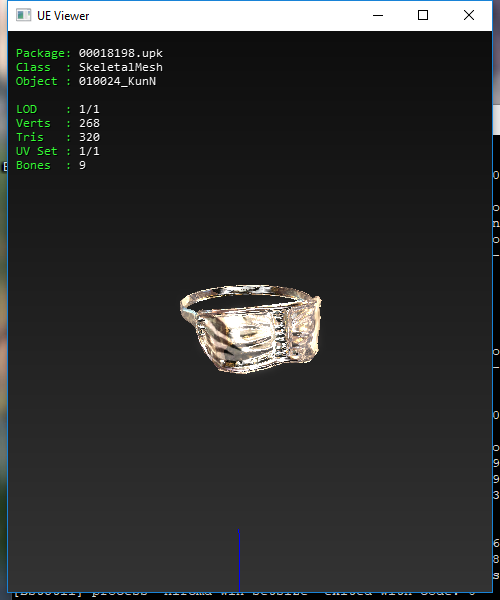 UE Viewer
Package: 00018198.upk
Class : SkeletalMesh
Object : 010024_KunN
LOD : 1/1
Verts : 268
Tris : 320
UV Set : 1/1
Bones : 9